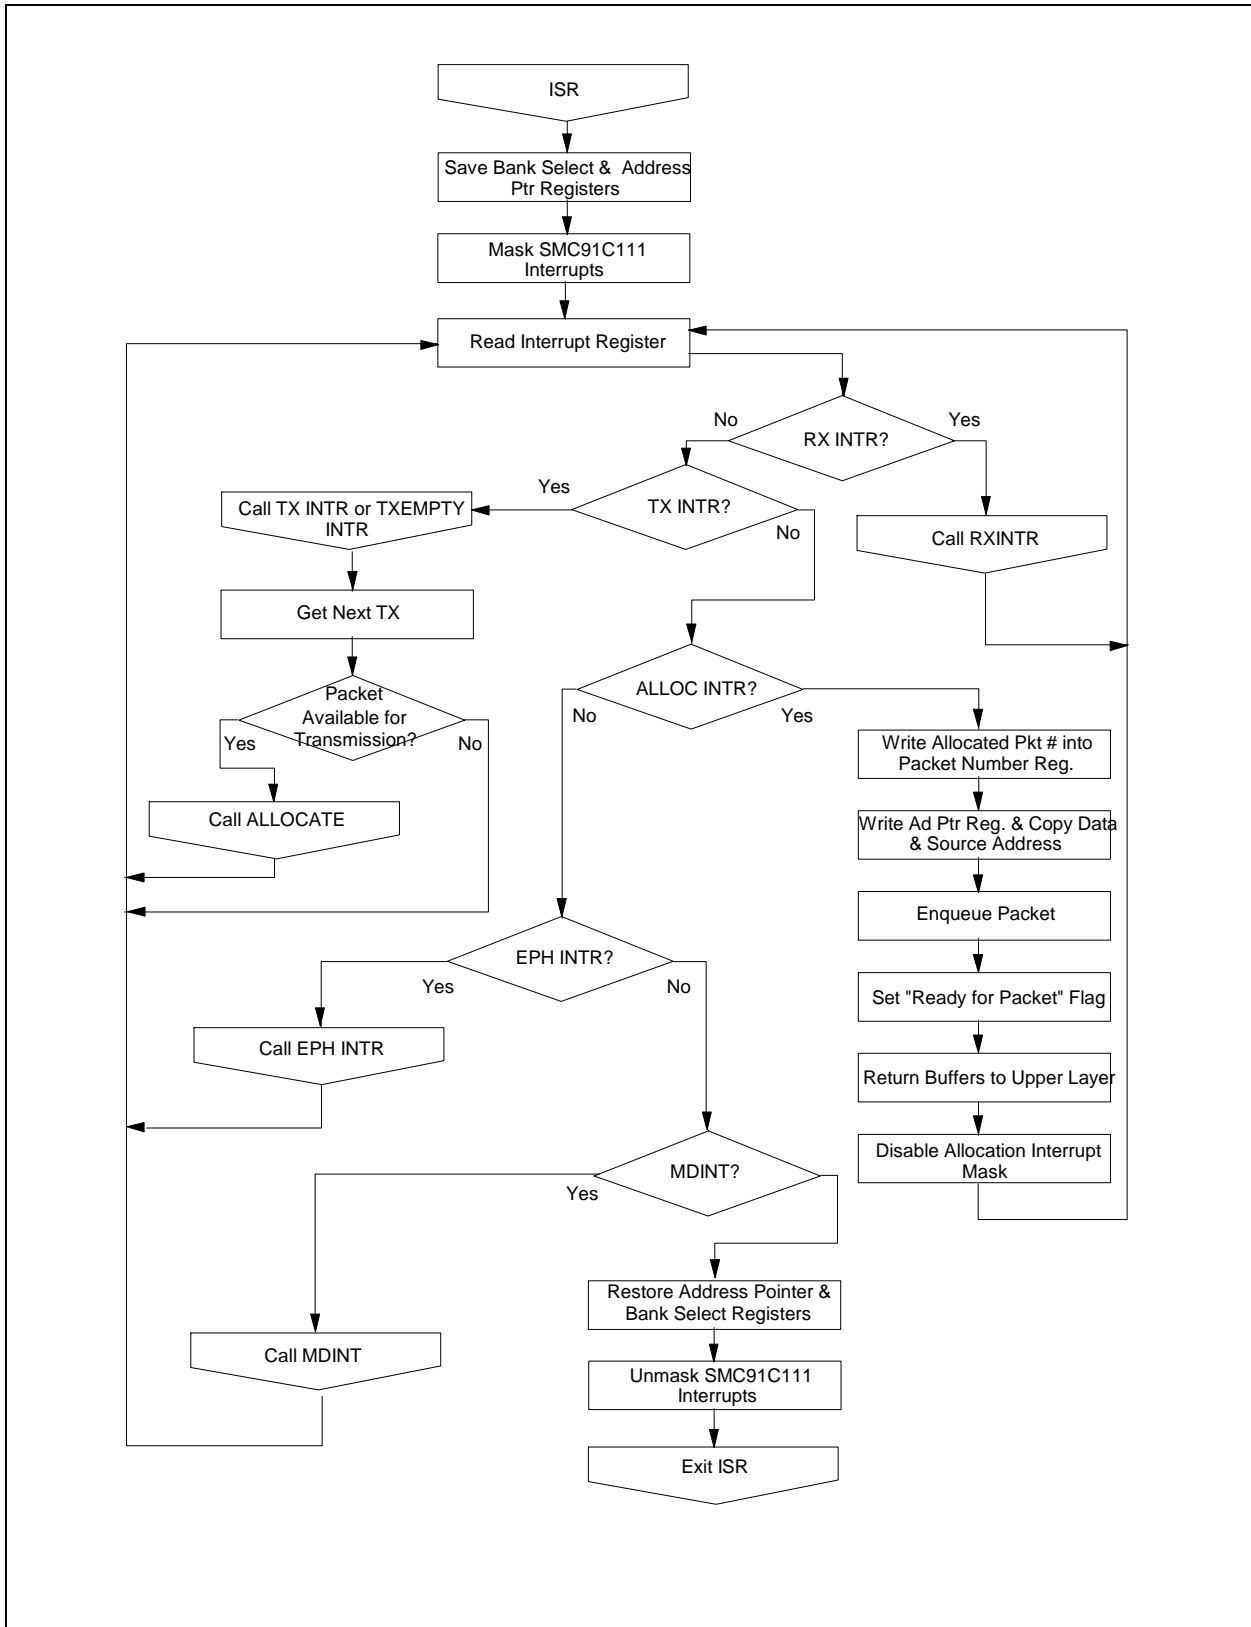 ISR
Save Bank Select & Address
Ptr Registers
Mask SMC91C111
Interrupts
Read Interrupt Register
No
RX INTR?
Yes
Yes
TX INTR?
No
Call TX INTR or TXEMPTY
INTR
Call RXINTR
Get Next TX
ALLOC INTR?
No
Yes
Packet
Available for
Transmission?
Yes
No
Write Allocated Pkt # into
Packet Number Reg.
Call ALLOCATE
Write Ad Ptr Reg. & Copy Data
& Source Address
Enqueue Packet
EPH INTR?
Yes
No
Set "Ready for Packet" Flag
Call EPH INTR
Return Buffers to Upper Layer
Disable Allocation Interrupt
Mask
MDINT?
Yes
Restore Address Pointer &
Bank Select Registers
Call MDINT
Unmask SMC91C111
Interrupts
Exit ISR